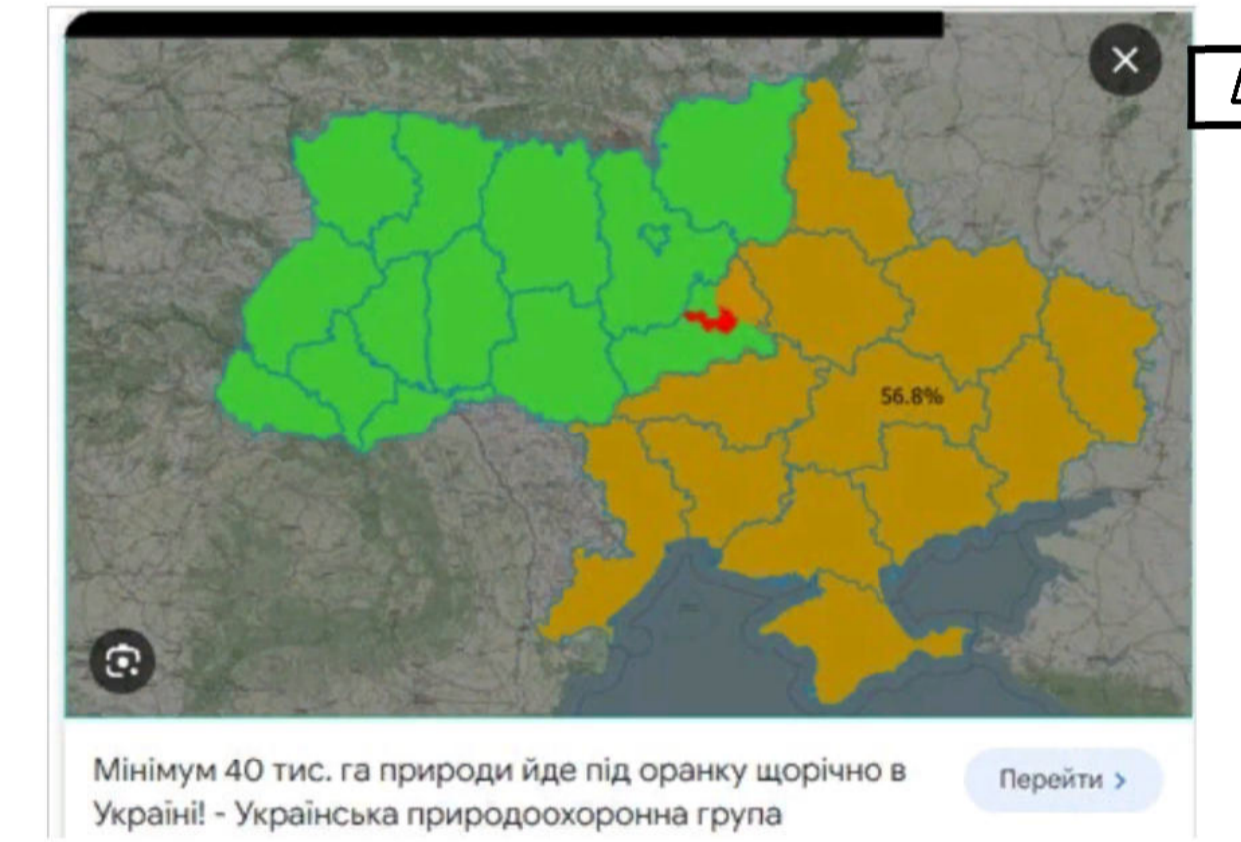 56.8%
Мінімум 40 тис. га природи йде під оранку щорічно в
Україні! - Українська природоохоронна група
Перейти >